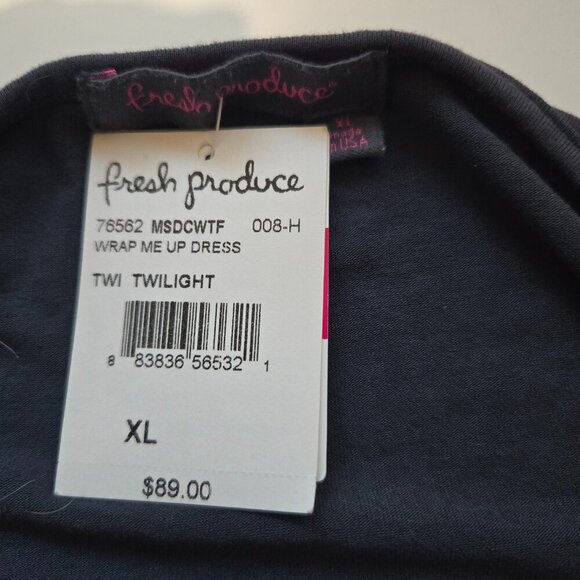 fresh produce
XL
made
in USA
fresh produce
76562 MSDCWTF 008-H
WRAP ME UP DRESS
TWI TWILIGHT
8 83836 56532 1
XL
$89.00